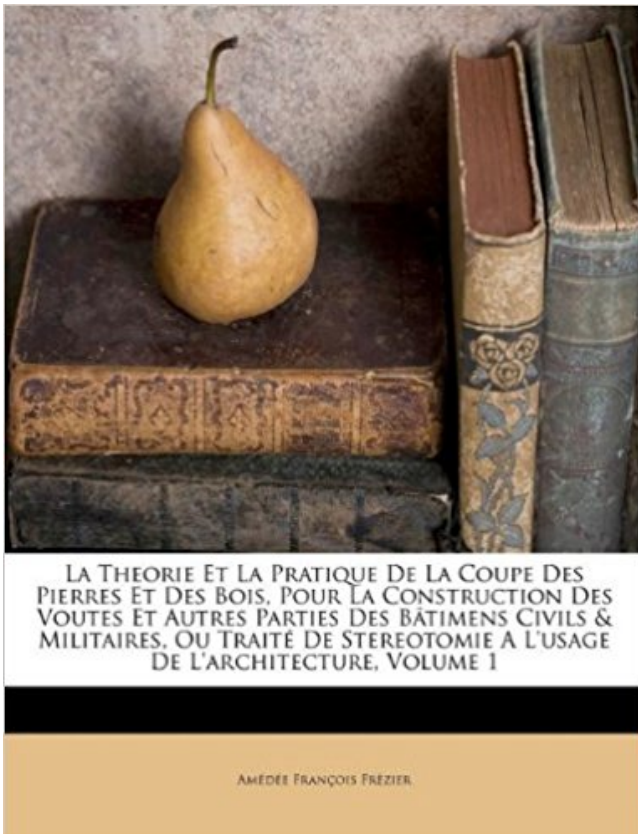 La Theorie Et La Pratique De La Coupe Des
Pierres Et Des Bois, Pour La Construction Des
Voutes Et Autres Parties Des Bâtimens Civils &
Militaires, Ou Traité De Stereotomie A L'usage
De L'architecture, Volume 1
Amédée François Frézier